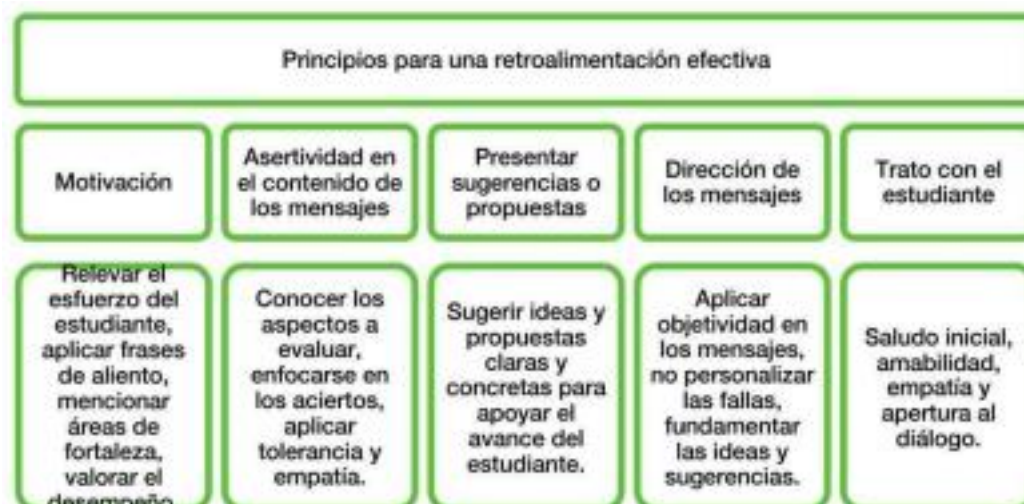 Principios para una retroalimentación efectiva
Motivación
Asertividad en
el contenido de
los mensajes
Presentar
sugerencias o
propuestas
Dirección de
los mensajes
Trato con el
estudiante
Relevar el
esfuerzo del
estudiante,
aplicar frases
de aliento,
mencionar
áreas de
fortaleza,
valorar el
desempeño
Conocer los
aspectos a
evaluar,
enfocarse en
los aciertos,
aplicar
tolerancia y
empatía.
Sugerir ideas y
propuestas
claras y
concretas para
apoyar el
avance del
estudiante.
Aplicar
objetividad en
los mensajes,
no personalizar
las fallas,
fundamentar
las ideas y
sugerencias.
Saludo inicial,
amabilidad,
empatía y
apertura al
diálogo.